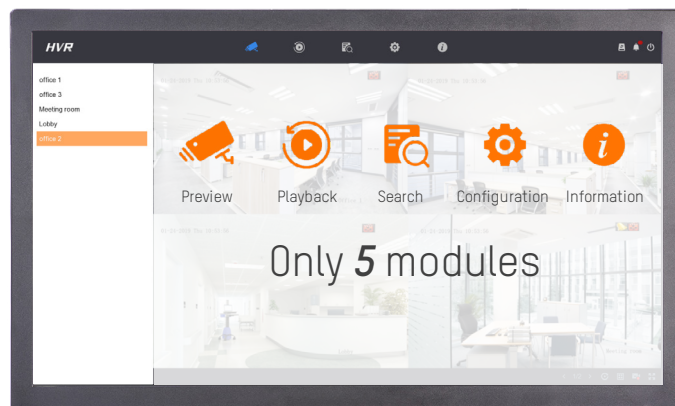 HVR
office 1
office 3
Meeting room
Lobby
office 2
Preview Playback Search Configuration Information
Only 5 modules